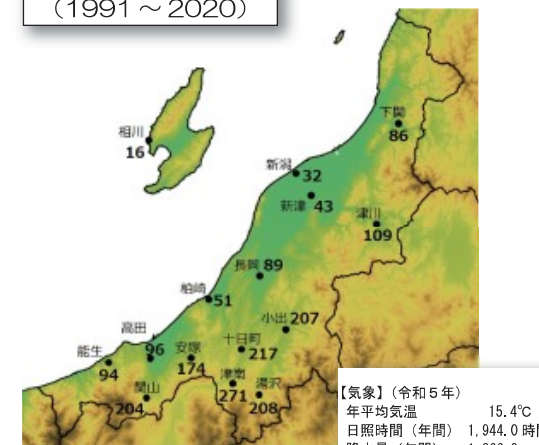 (1991～2020)
下関
86
相川
16
新潟
32
新津
43
津川
109
長岡
89
柏崎
51
小出 207
高田
96
十日町
217
安塚
174
能生
94
関山
204
津南
271
湯沢
208
【気象】(令和5年)
年平均気温 15.4℃
日照時間(年間) 1,944.0時間